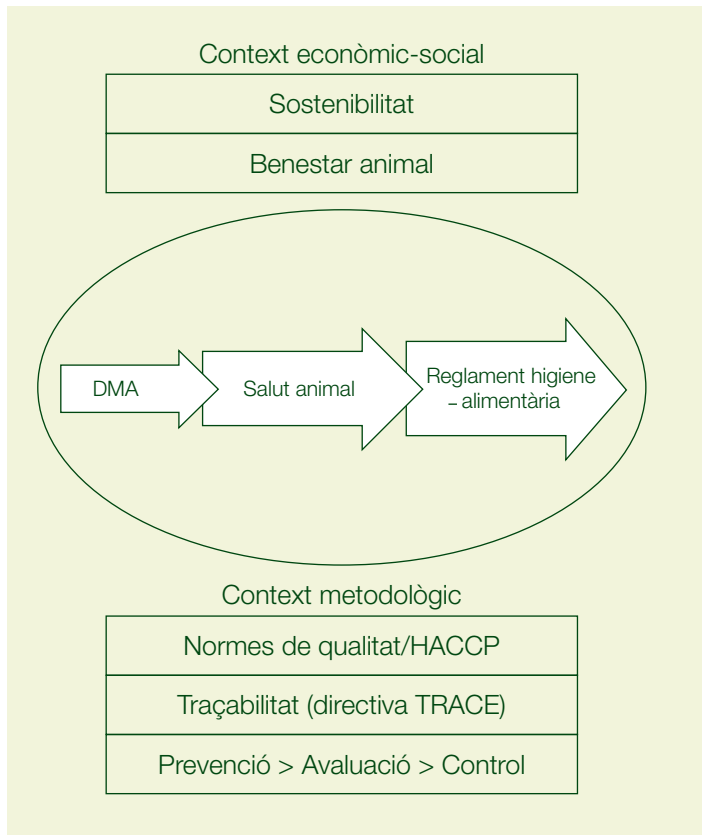 Context econòmic-social
Sostenibilitat
Benestar animal
DMA
Salut animal
Reglament higiene
– alimentària
Context metodològic
Normes de qualitat/HACCP
Traçabilitat (directiva TRACE)
Prevenció > Avaluació > Control